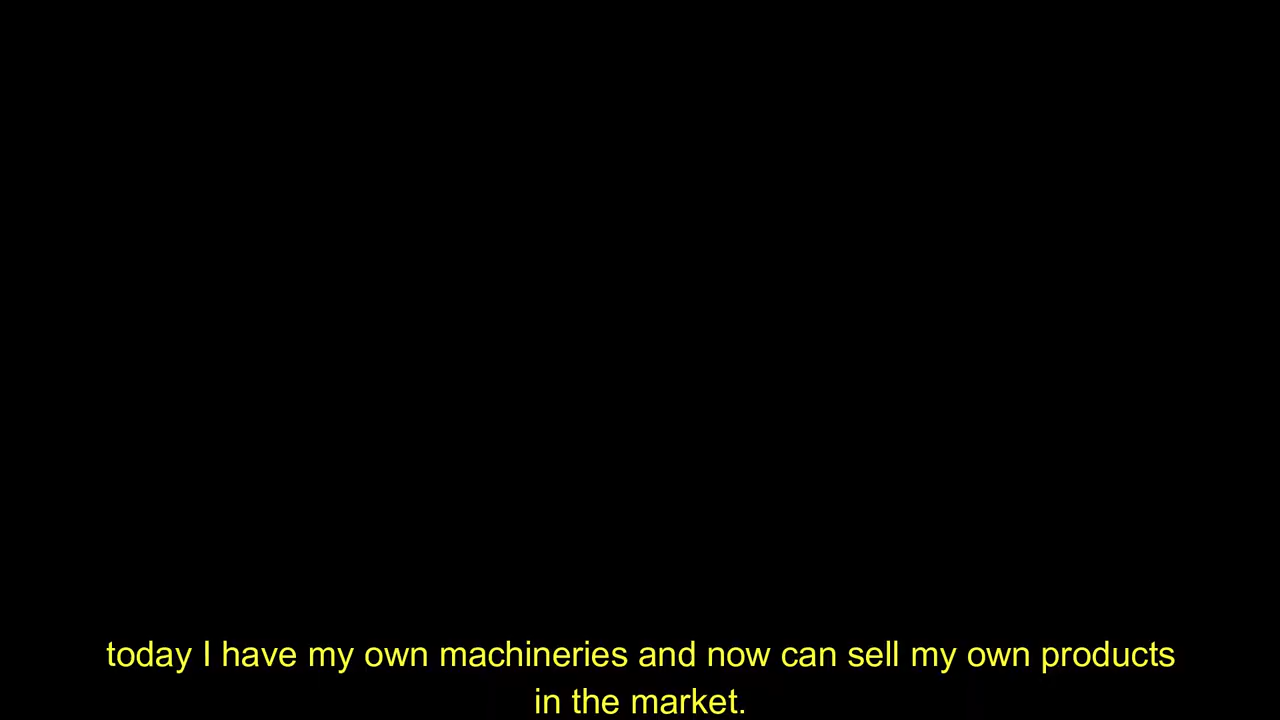 today I have my own machineries and now can sell my own products
in the market.